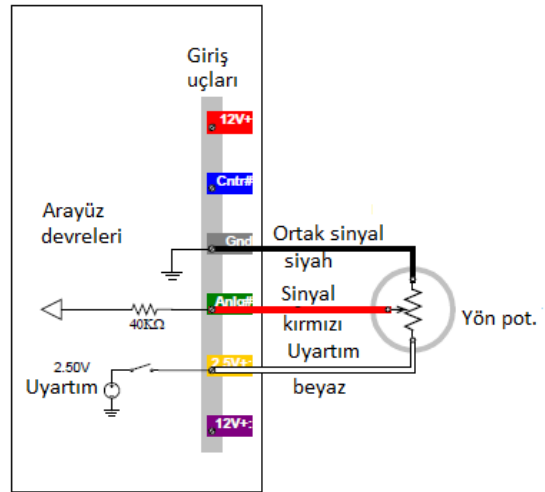 Giriş
uçları
12V+
Cntr#
Arayüz
devreleri
Gnd
Ortak sinyal
siyah
Anlg#
Sinyal
kırmızı
40KΩ
Yön pot.
2.50V
Uyartım
2.5V+
Uyartım
beyaz
12V+